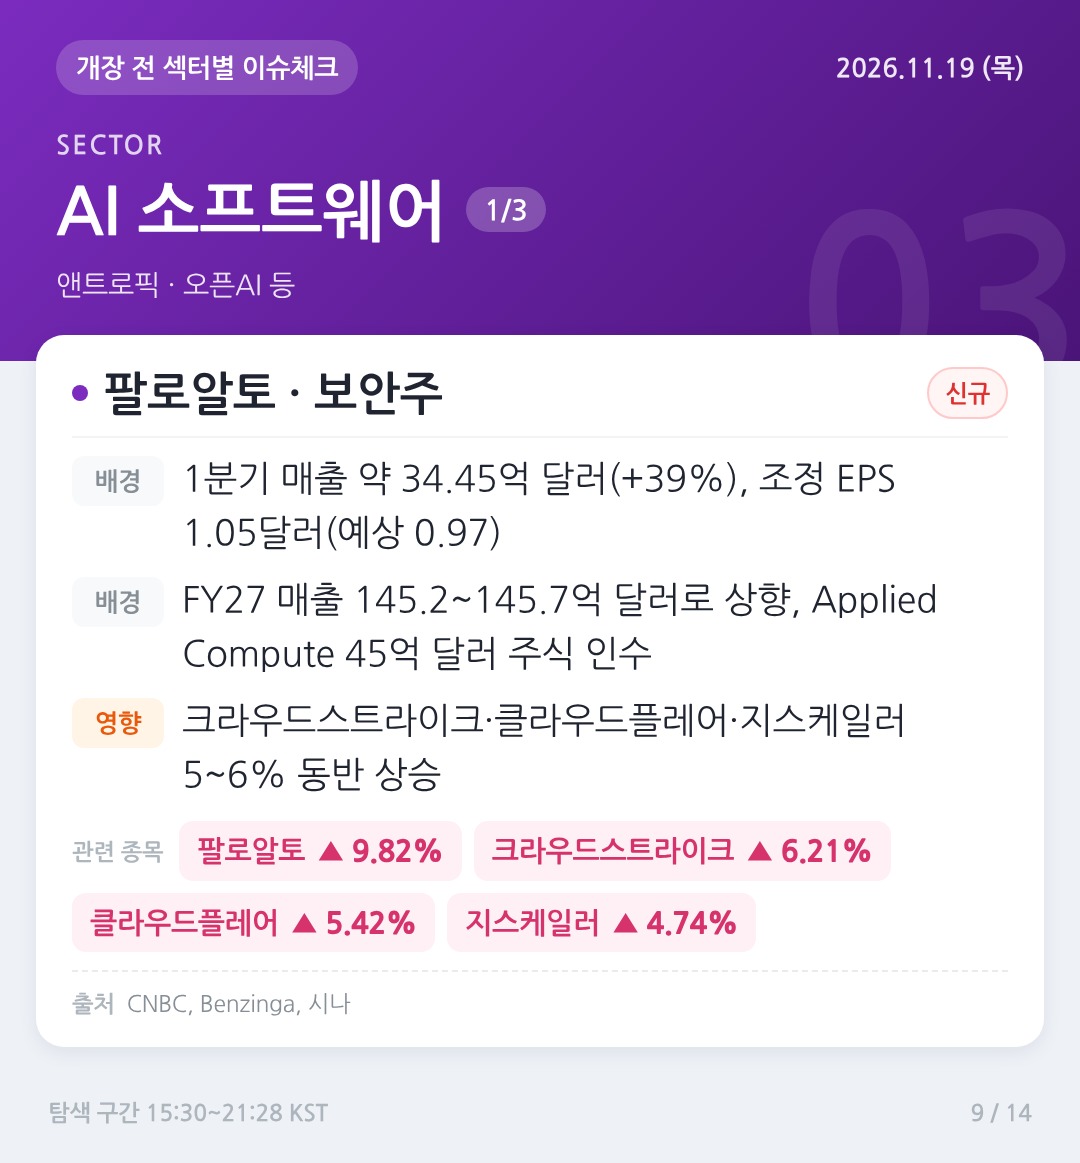 개장 전 섹터별 이슈체크
2026.11.19 (목)
SECTOR
AI 소프트웨어 1/3
앤트로픽 · 오픈AI 등
03
팔로알토 · 보안주
신규
배경 1분기 매출 약 34.45억 달러(+39%), 조정 EPS
1.05달러(예상 0.97)
배경 FY27 매출 145.2~145.7억 달러로 상향, Applied
Compute 45억 달러 주식 인수
영향 크라우드스트라이크·클라우드플레어·지스케일러
5~6% 동반 상승
관련 종목 팔로알토 ▲ 9.82% 크라우드스트라이크 ▲ 6.21%
클라우드플레어 ▲ 5.42% 지스케일러 ▲ 4.74%
출처 CNBC, Benzinga, 시나
탐색 구간 15:30~21:28 KST
9 / 14